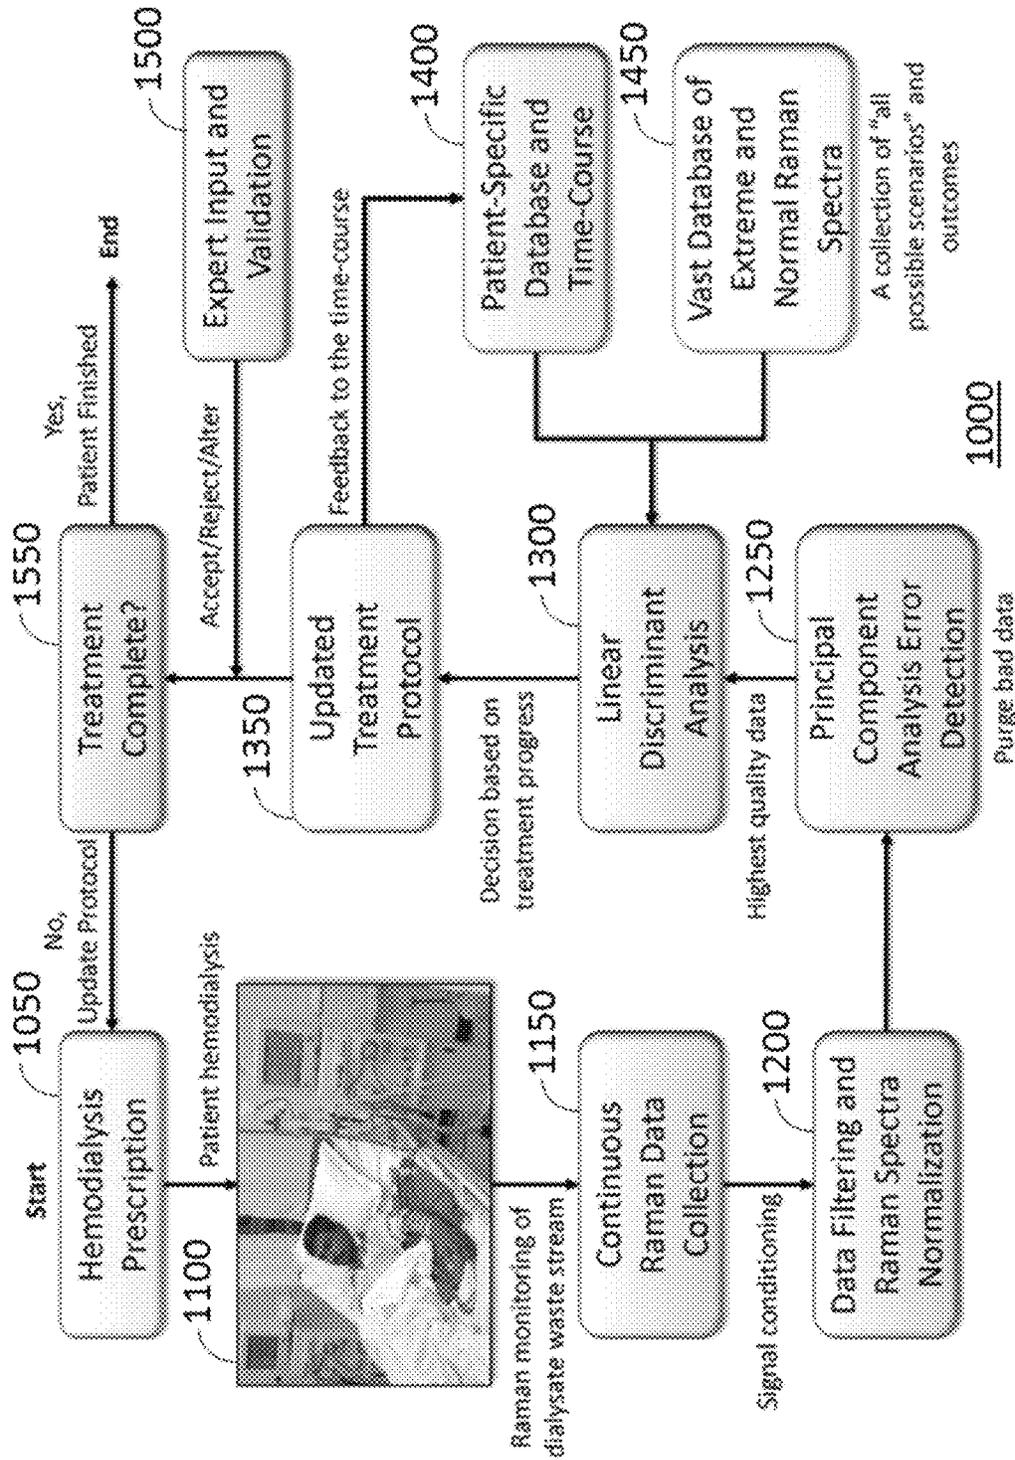 Start
1050
Hemodialysis
Prescription
No,
Update Protocol
1550
Treatment
Complete?
Yes,
Patient Finished
End
1500
Expert Input and
Validation
Accept/Reject/Alter
Patient hemodialysis
1100
Raman monitoring of
dialysate waste stream
1150
Continuous
Raman Data
Collection
Signal conditioning
1200
Data Filtering and
Raman Spectra
Normalization
1250
Principal
Component
Analysis Error
Detection
Purge bad data
Highest quality data
1300
Linear
Discriminant
Analysis
Decision based on
treatment progress
1350
Updated
Treatment
Protocol
Feedback to the time-course
1400
Patient-Specific
Database and
Time-Course
1450
Vast Database of
Extreme and
Normal Raman
Spectra
A collection of “all
possible scenarios” and
outcomes
1000